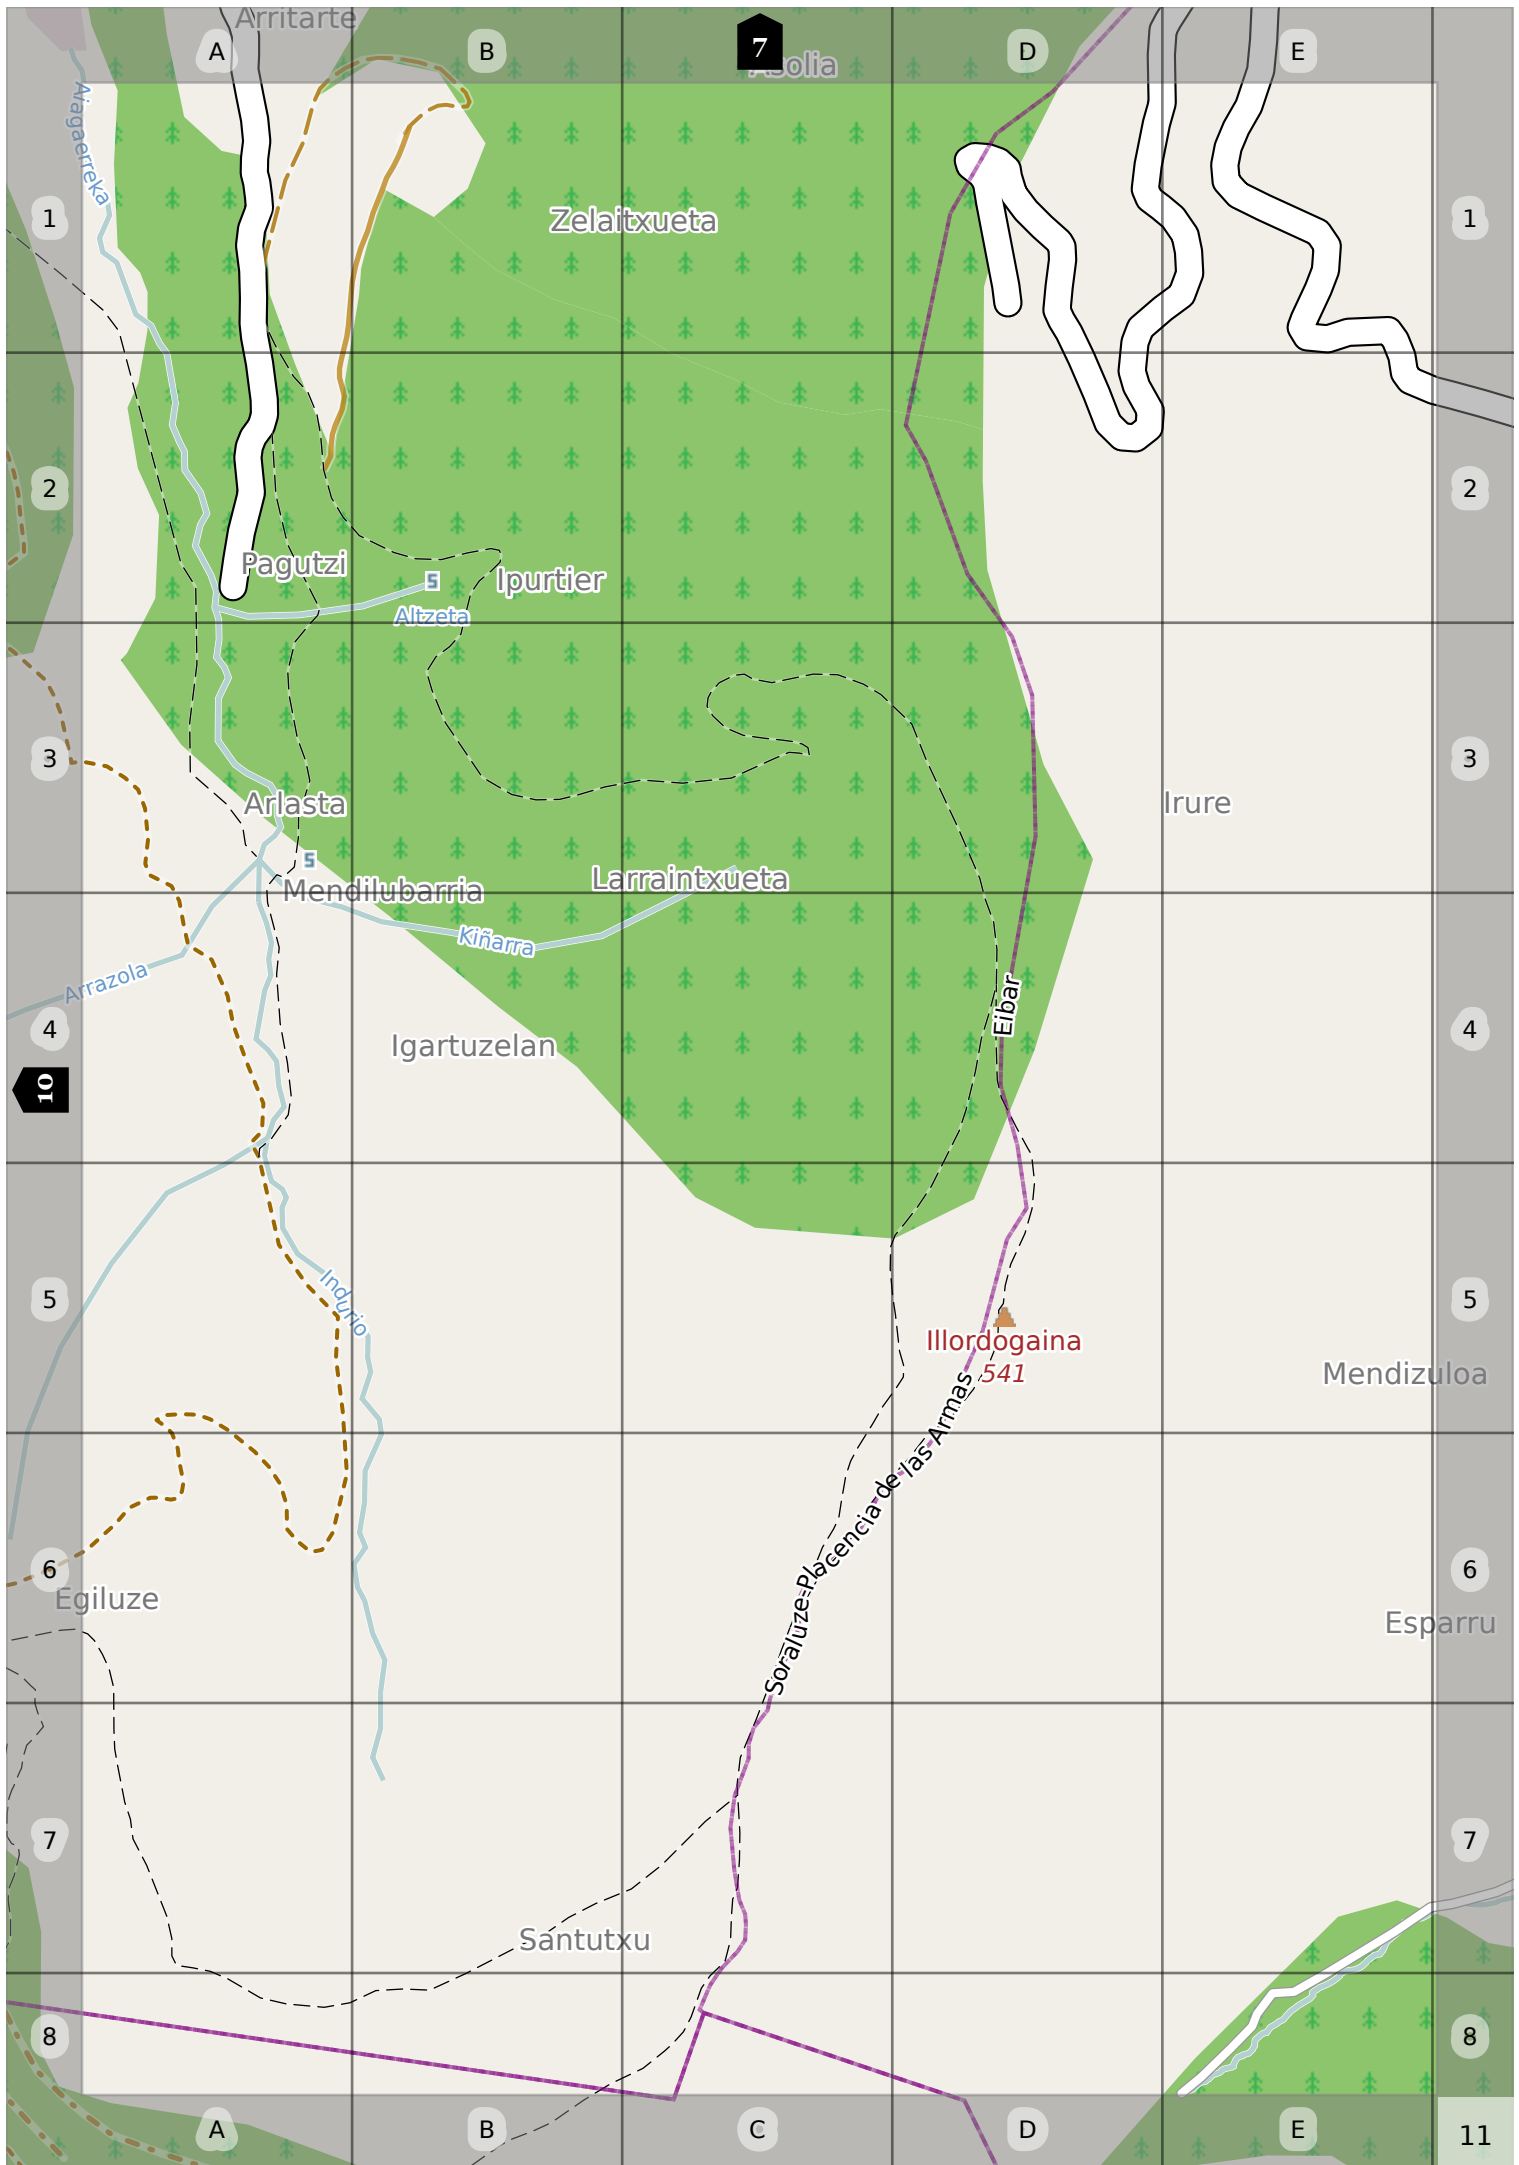 Arritarte
A
B
7
Asolia
D
E
Aiagaerreka
1
Zelaitxueta
1
2
2
Pagutzi
S
Ipurtier
Altzeta
3
3
Arlasta
Irure
S
Larraintxueta
Mendilubarria
Kiñarra
Arrazola
Eibar
4
4
Igartuzelan
10
5
Indurio
5
Illordogaina
541
Mendizuloa
Soraluze-Placencia de las Armas
6
6
Egiluze
Esparru
7
7
Santutxu
8
8
A
B
C
D
E
11